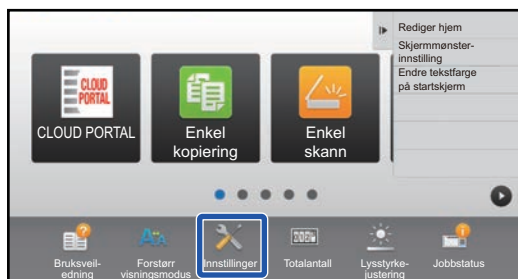 Rediger hjem
Skjermmønster-
innstilling
Endre tekstfarge
på startskjerm
CLOUD
PORTAL
CLOUD PORTAL
Enkel
kopiering
Enkel
skann
Bruksveil-
edning
Forstørr
visningsmodus
Innstillinger
Totalantall
Lysstyrke-
justering
Jobbstatus